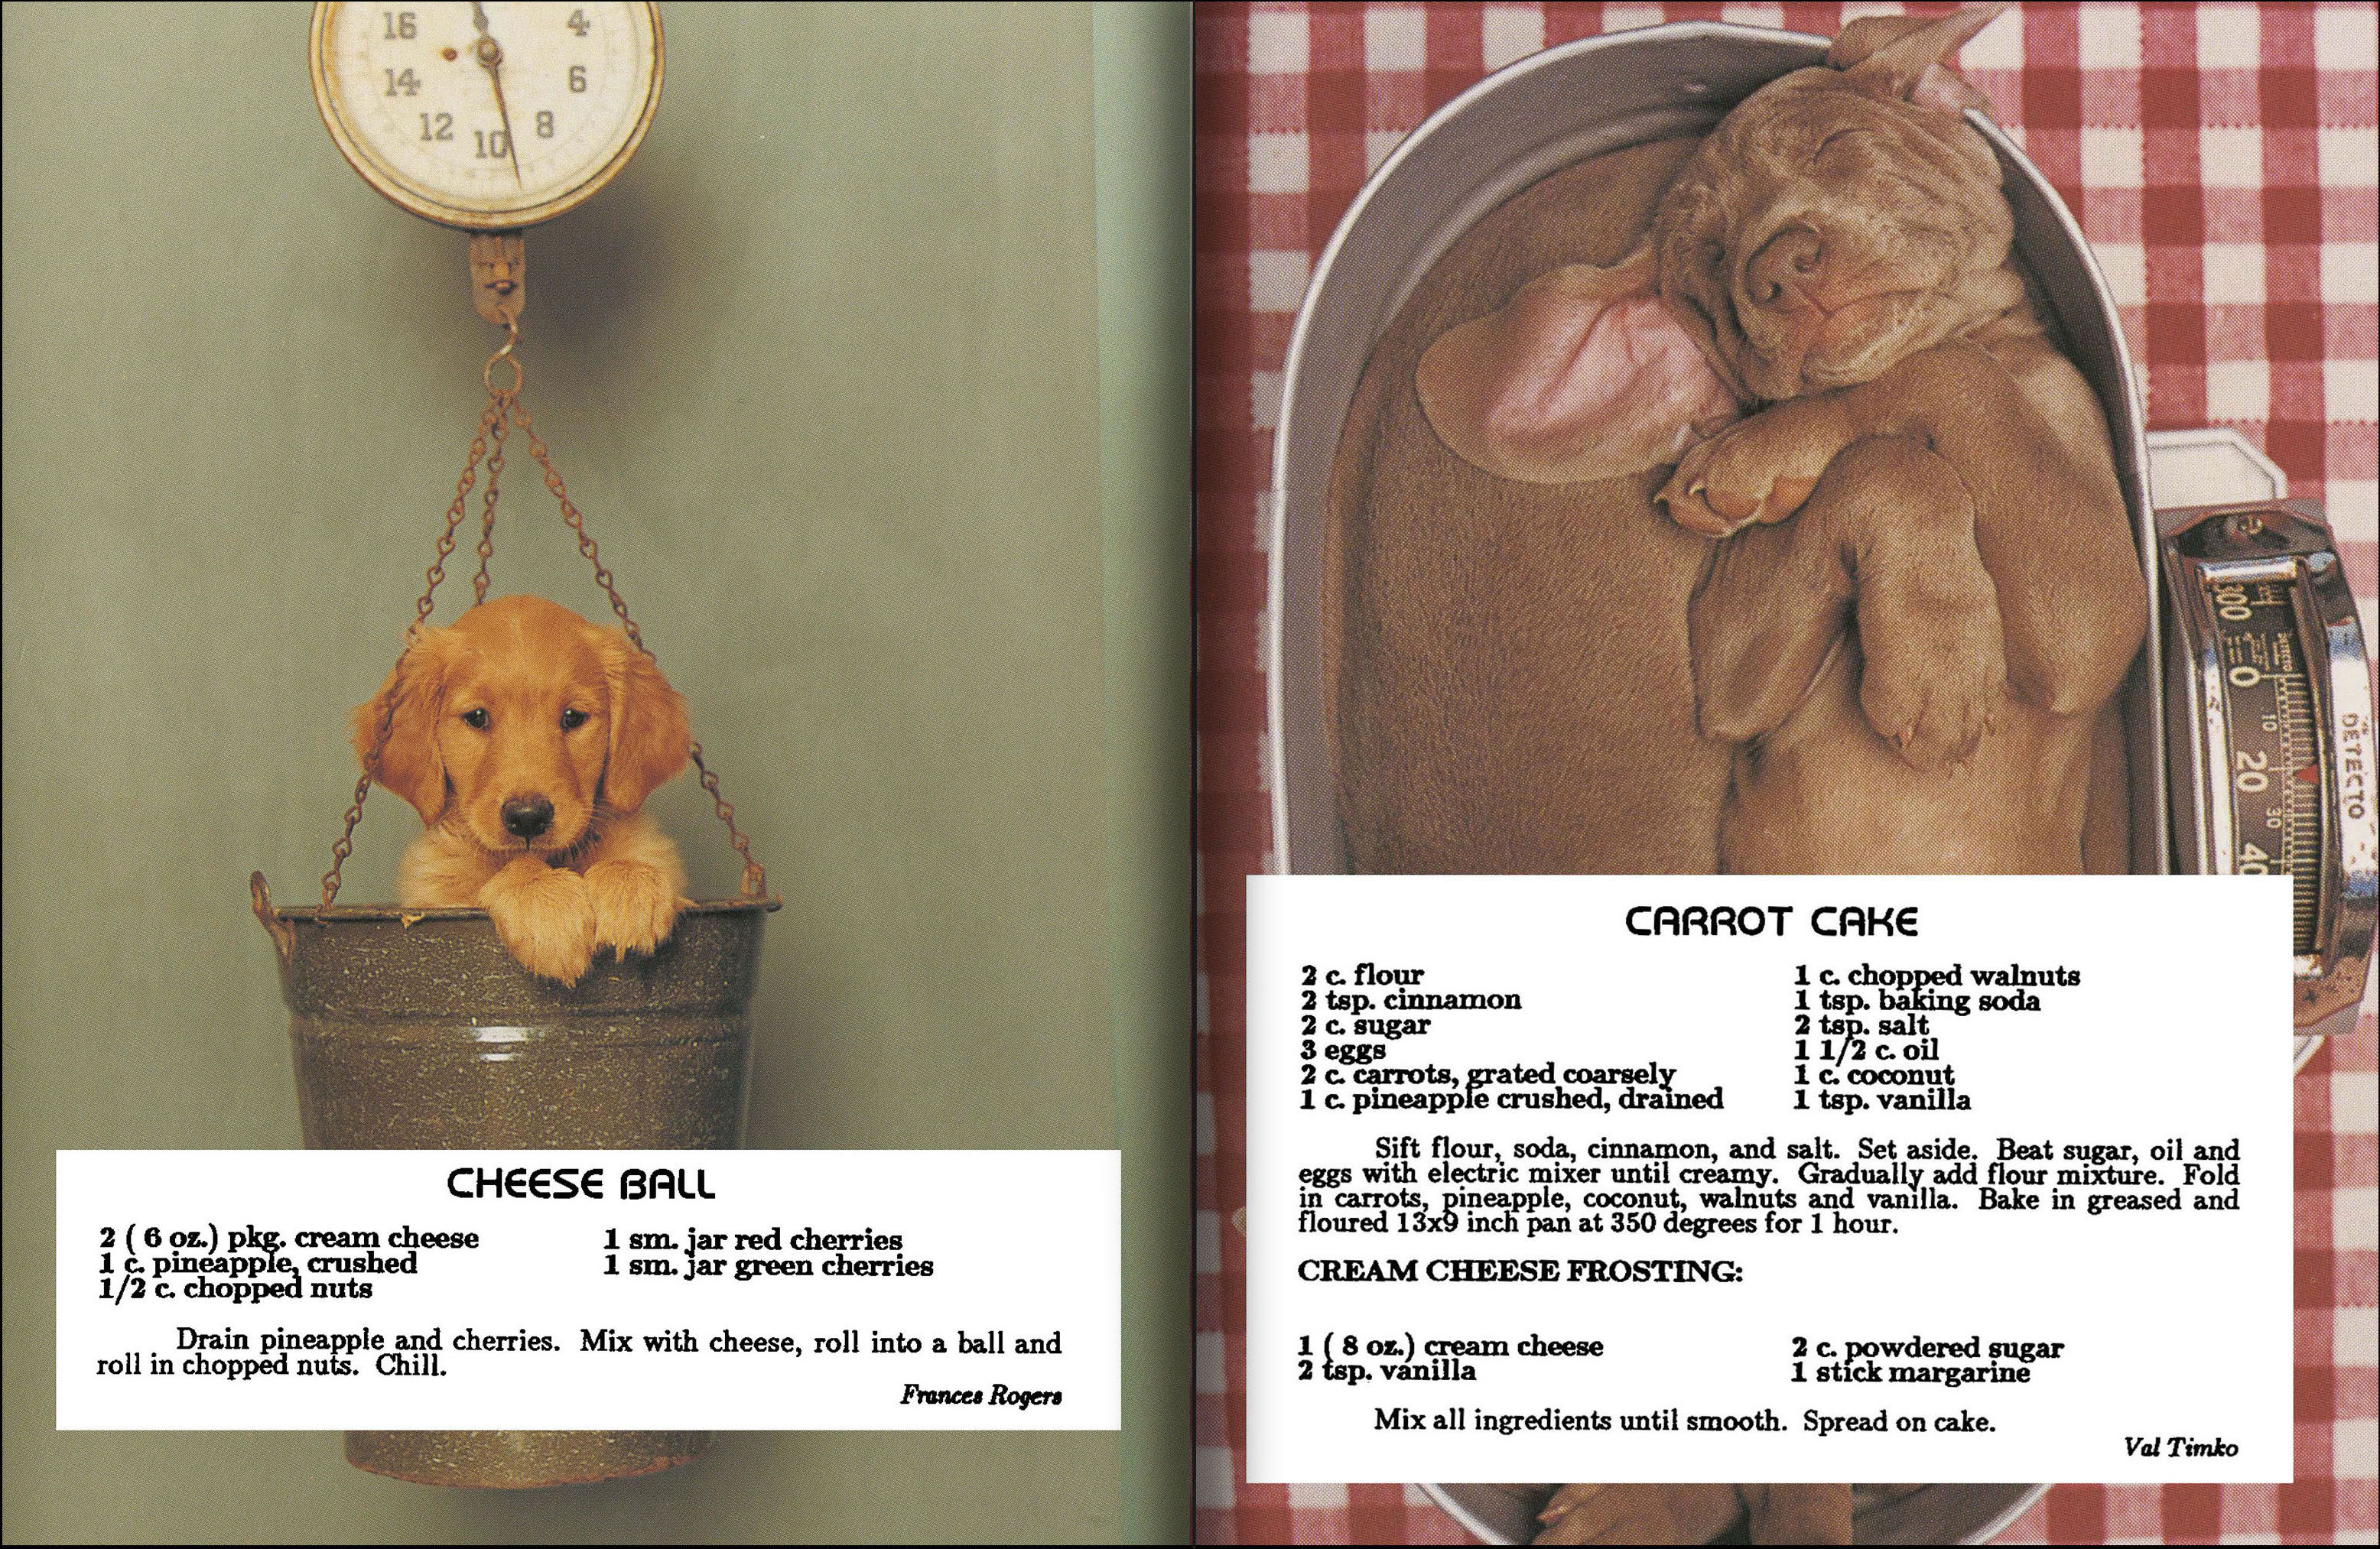 16
4
14
6
12
10
8
CHEESE BALL
2 ( 6 oz.) pkg. cream cheese
1 c. pineapple, crushed
1/2 c. chopped nuts
1 sm. jar red cherries
1 sm. jar green cherries
Drain pineapple and cherries. Mix with cheese, roll into a ball and
roll in chopped nuts. Chill.
Frances Rogers
300
0
10
20
30
40
DETECTO
CARROT CAKE
2 c. flour
2 tsp. cinnamon
2 c. sugar
3 eggs
2 c. carrots, grated coarsely
1 c. pineapple crushed, drained
1 c. chopped walnuts
1 tsp. baking soda
2 tsp. salt
1 1/2 c. oil
1 c. coconut
1 tsp. vanilla
Sift flour, soda, cinnamon, and salt. Set aside. Beat sugar, oil and
eggs with electric mixer until creamy. Gradually add flour mixture. Fold
in carrots, pineapple, coconut, walnuts and vanilla. Bake in greased and
floured 13x9 inch pan at 350 degrees for 1 hour.
CREAM CHEESE FROSTING:
1 ( 8 oz.) cream cheese
2 tsp. vanilla
2 c. powdered sugar
1 stick margarine
Mix all ingredients until smooth. Spread on cake.
Val Timko